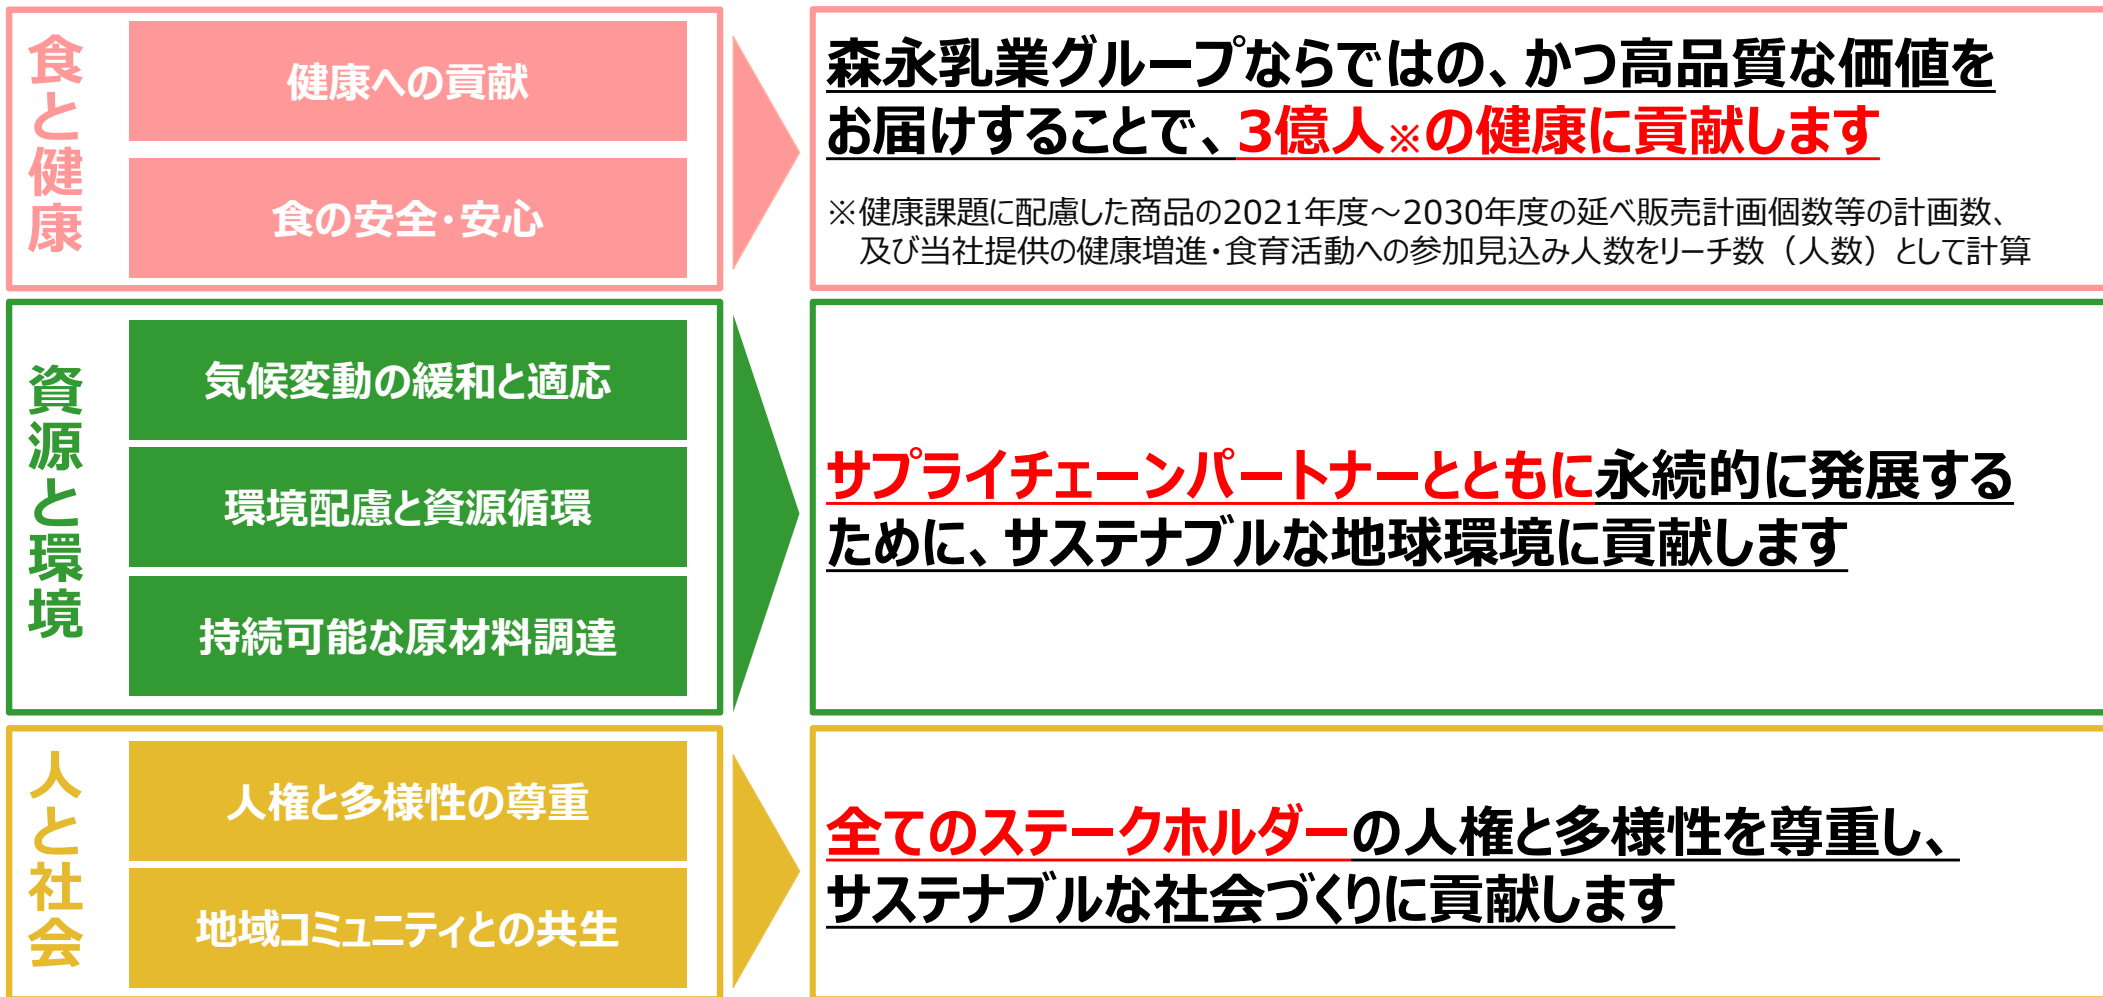 食と健康
健康への貢献
食の安全・安心
森永乳業グループならではの、かつ高品質な価値を
お届けすることで、3億人※の健康に貢献します
※健康課題に配慮した商品の2021年度～2030年度の延べ販売計画個数等の計画数、
及び当社提供の健康増進・食育活動への参加見込み人数をリーチ数（人数）として計算
資源と環境
気候変動の緩和と適応
環境配慮と資源循環
持続可能な原材料調達
サプライチェーンパートナーとともに永続的に発展する
ために、サステナブルな地球環境に貢献します
人と社会
人権と多様性の尊重
地域コミュニティとの共生
全てのステークホルダーの人権と多様性を尊重し、
サステナブルな社会づくりに貢献します